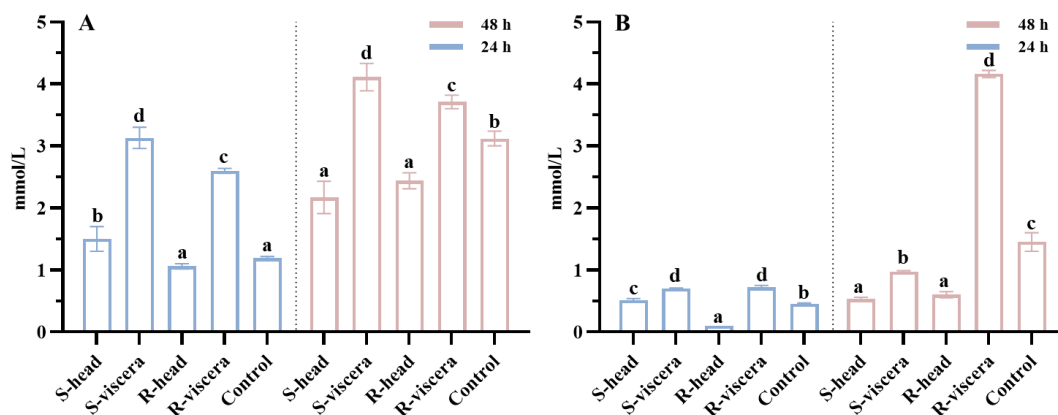 A
48 h
24 h
mmol/L
5
4
3
2
1
0
b
d
a
c
a
a
d
a
c
b
S-head
S-viscera
R-head
R-viscera
Control
S-head
S-viscera
R-head
R-viscera
Control
B
48 h
24 h
mmol/L
5
4
3
2
1
0
c
d
a
d
b
a
b
a
d
c
S-head
S-viscera
R-head
R-viscera
Control
S-head
S-viscera
R-head
R-viscera
Control